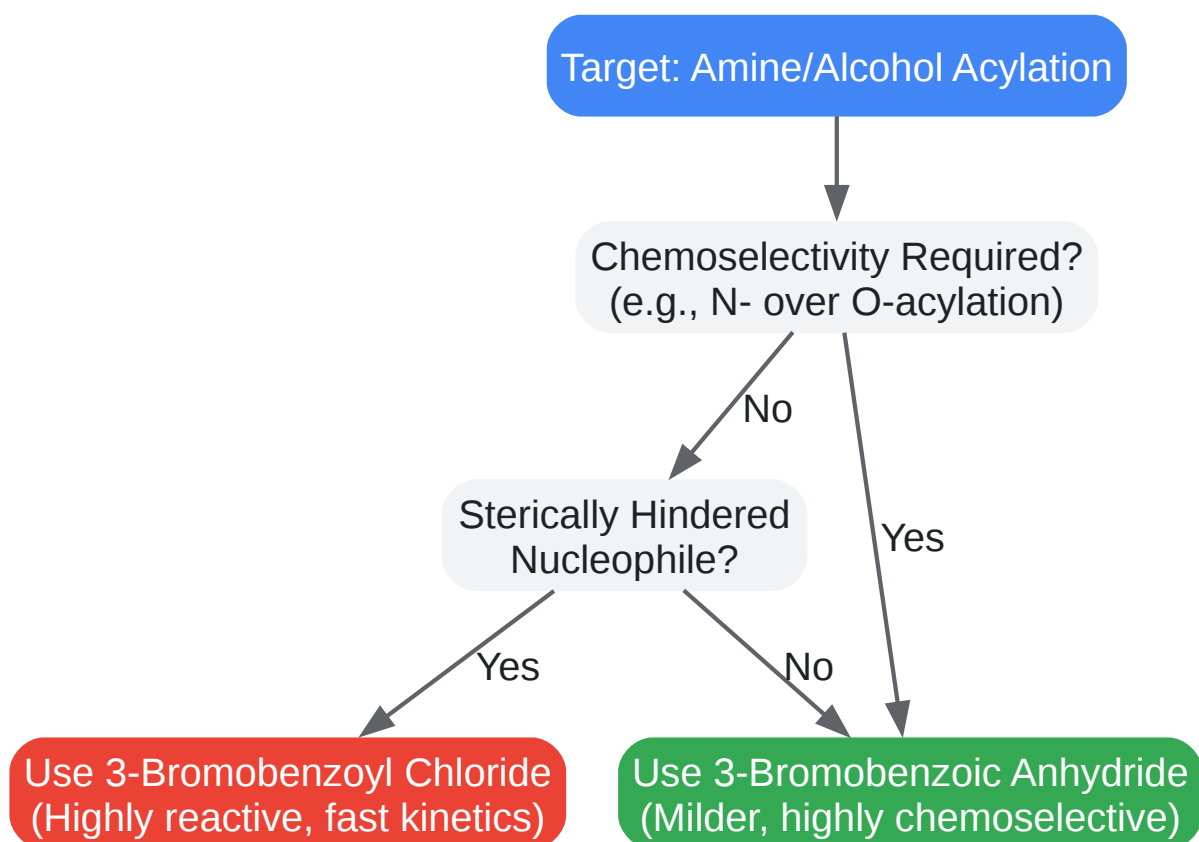 Target: Amine/Alcohol Acylation
Chemoselectivity Required?
(e.g., N- over O-acylation)
No
Sterically Hindered
Nucleophile?
Yes
Yes
No
Use 3-Bromobenzoyl Chloride
(Highly reactive, fast kinetics)
Use 3-Bromobenzoic Anhydride
(Milder, highly chemoselective)